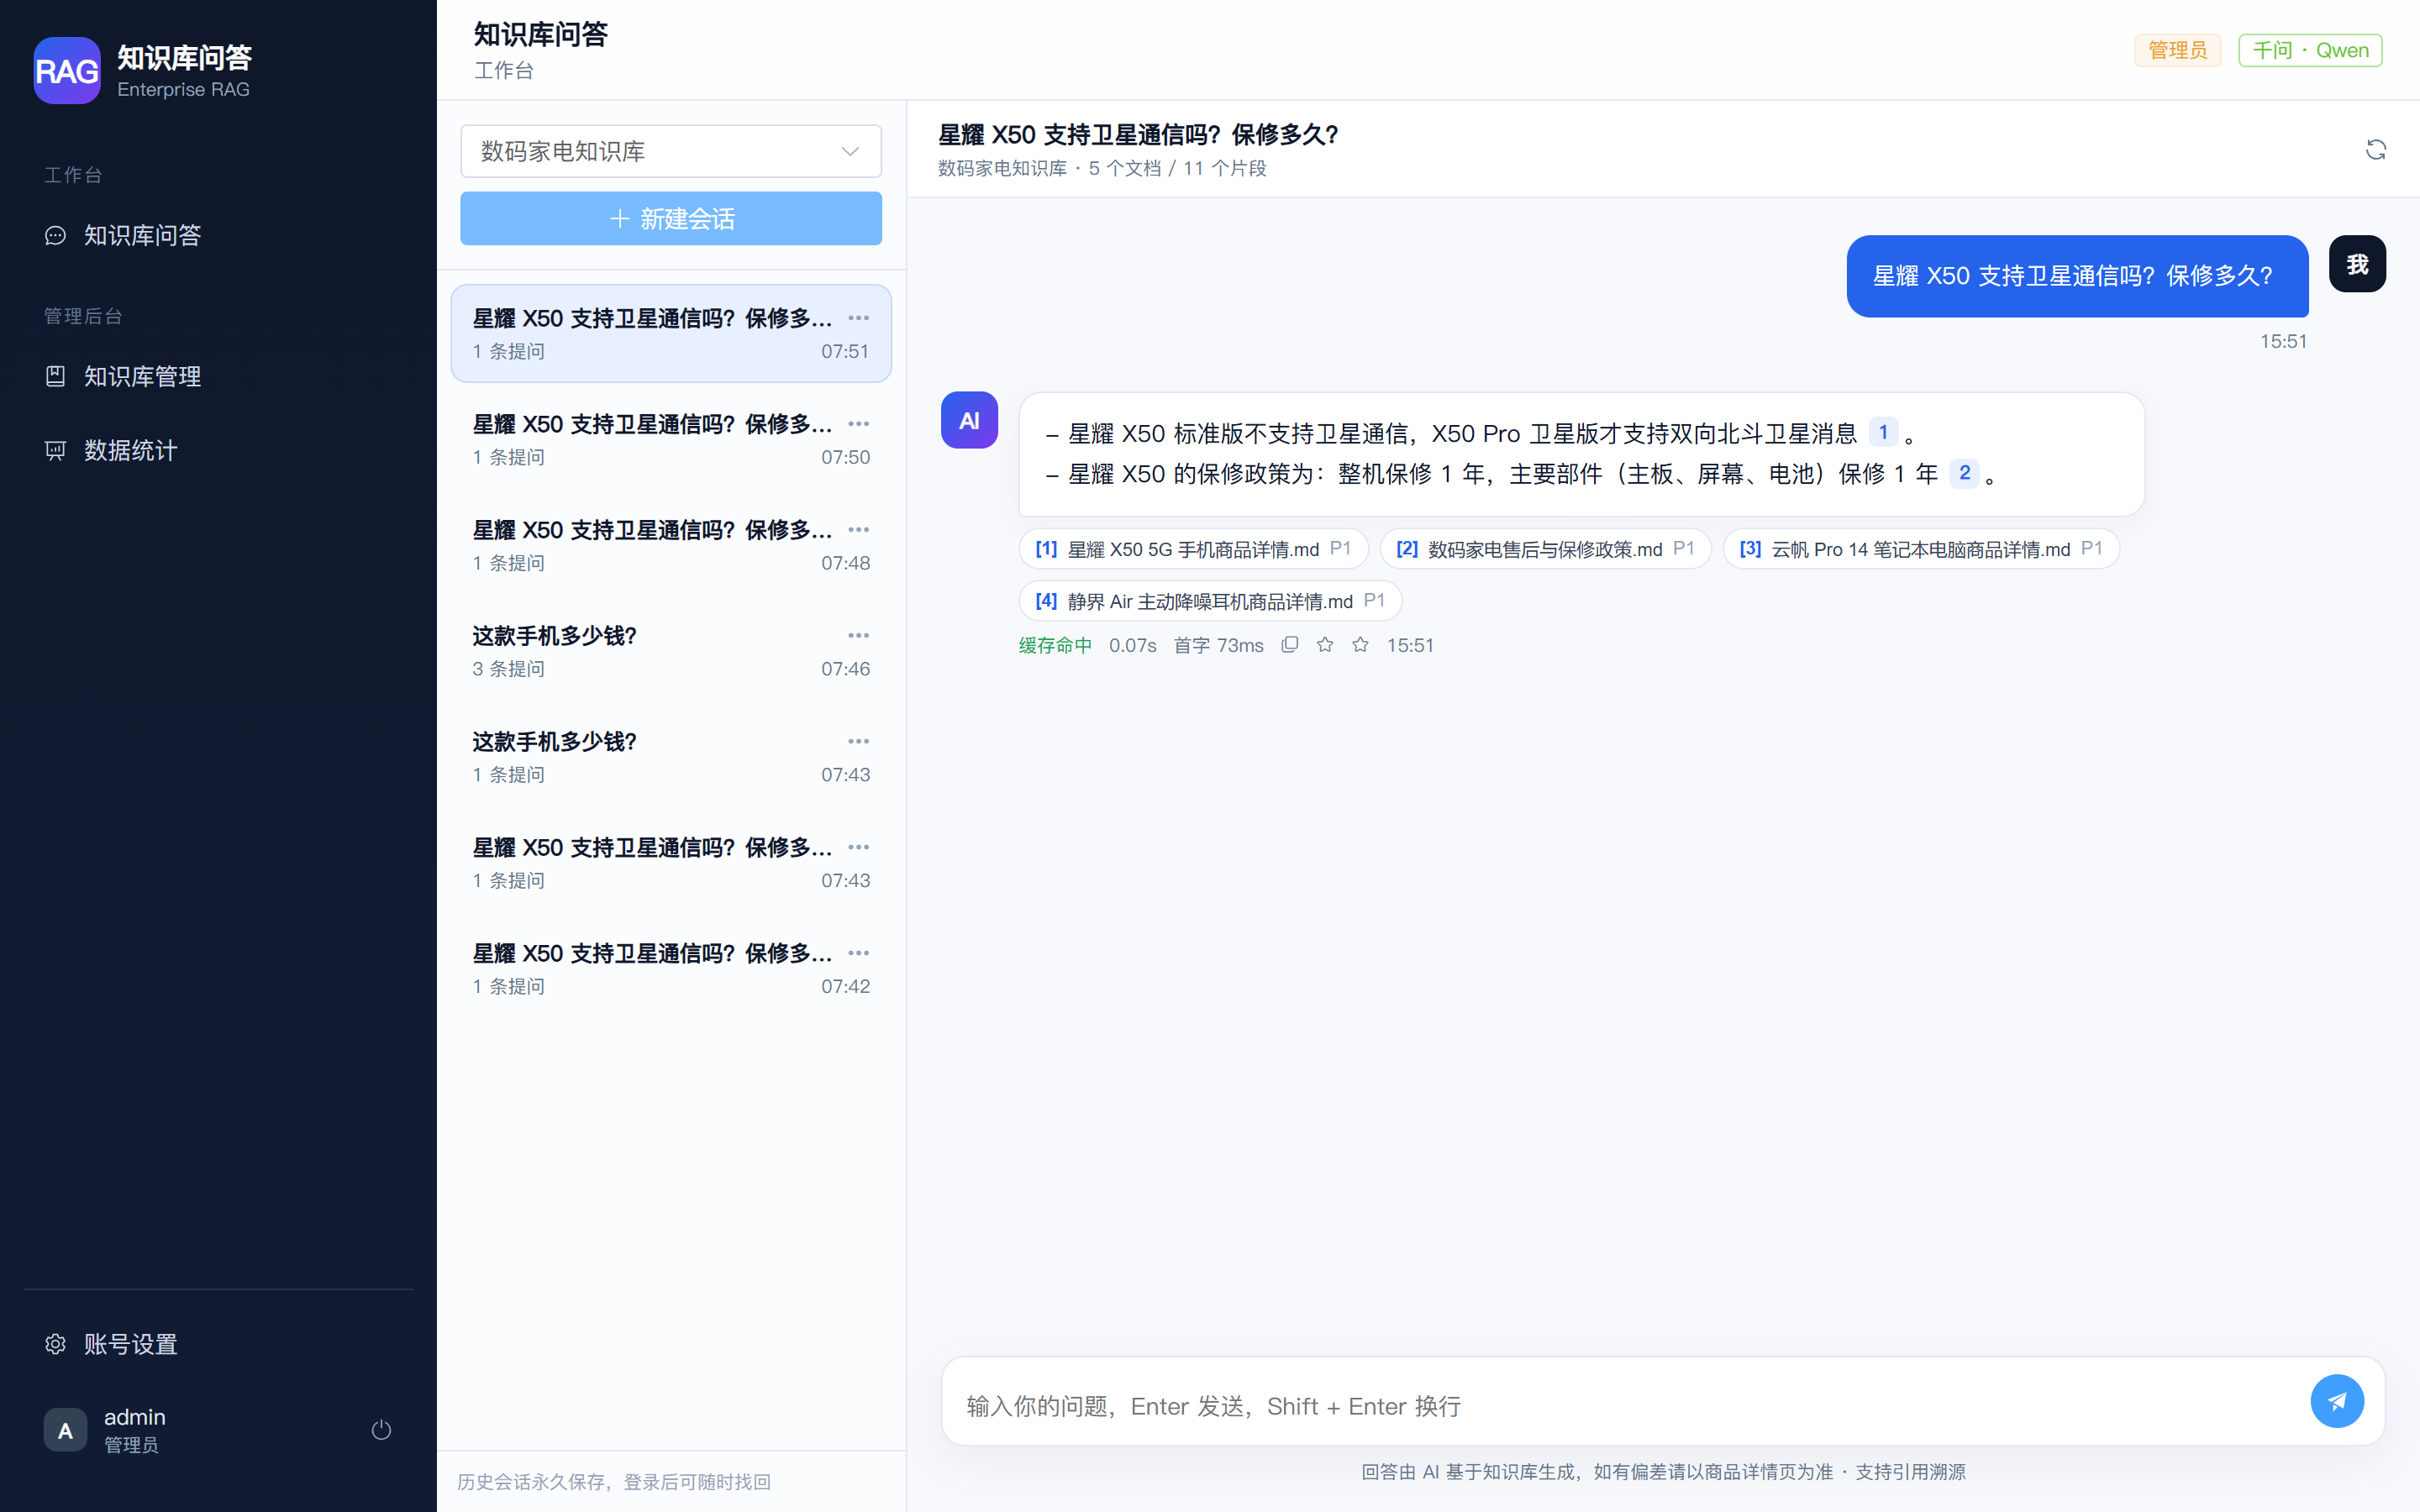 RAG
知识库问答
Enterprise RAG
工作台
知识库问答
管理后台
知识库管理
数据统计
账号设置
A
admin
管理员
知识库问答
工作台
管理员
千问 · Qwen
数码家电知识库
新建会话
星耀 X50 支持卫星通信吗？保修多...
1 条提问 07:51
星耀 X50 支持卫星通信吗？保修多...
1 条提问 07:50
星耀 X50 支持卫星通信吗？保修多...
1 条提问 07:48
这款手机多少钱？
3 条提问 07:46
这款手机多少钱？
1 条提问 07:43
星耀 X50 支持卫星通信吗？保修多...
1 条提问 07:43
星耀 X50 支持卫星通信吗？保修多...
1 条提问 07:42
历史会话永久保存，登录后可随时找回
星耀 X50 支持卫星通信吗？保修多久？
数码家电知识库 · 5 个文档 / 11 个片段
星耀 X50 支持卫星通信吗？保修多久？
我
15:51
AI
– 星耀 X50 标准版不支持卫星通信，X50 Pro 卫星版才支持双向北斗卫星消息 1 。
– 星耀 X50 的保修政策为：整机保修 1 年，主要部件（主板、屏幕、电池）保修 1 年 2 。
[1] 星耀 X50 5G 手机商品详情.md P1 [2] 数码家电售后与保修政策.md P1 [3] 云帆 Pro 14 笔记本电脑商品详情.md P1
[4] 静界 Air 主动降噪耳机商品详情.md P1
缓存命中 0.07s 首字 73ms 15:51
输入你的问题，Enter 发送，Shift + Enter 换行
回答由 AI 基于知识库生成，如有偏差请以商品详情页为准 · 支持引用溯源